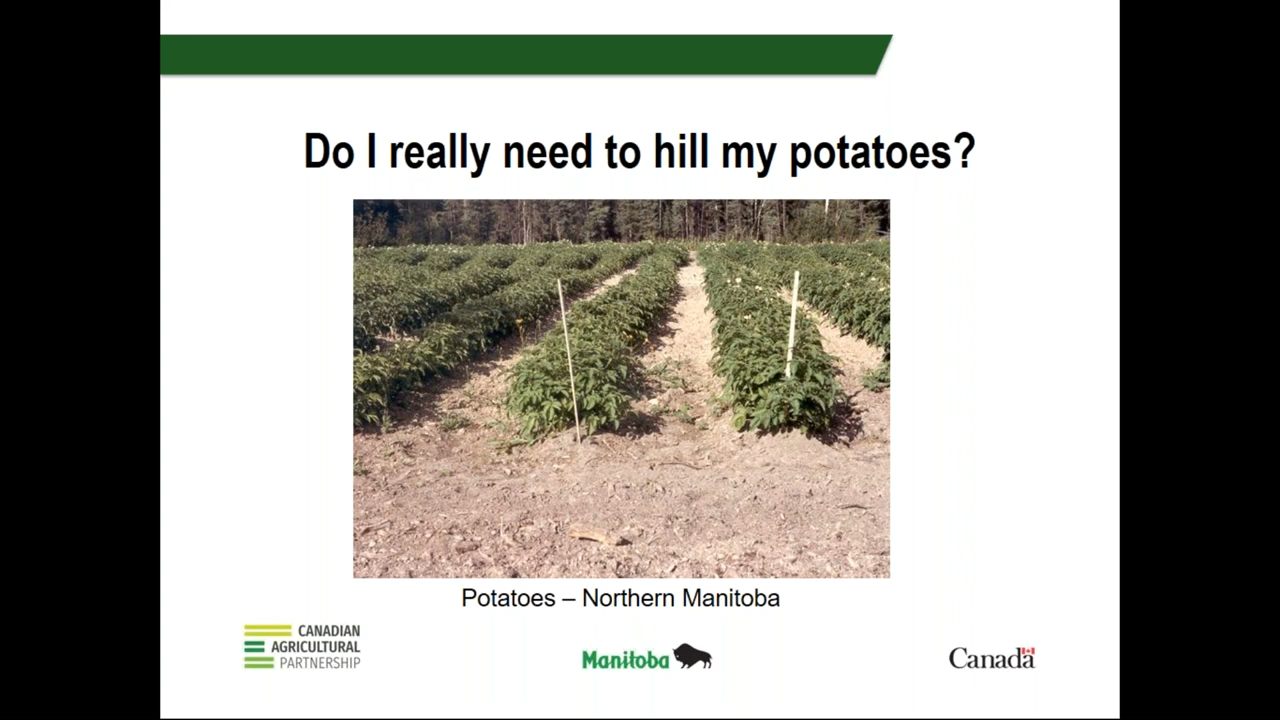 Do I really need to hill my potatoes?
Potatoes – Northern Manitoba
CANADIAN
AGRICULTURAL
PARTNERSHIP
Manitoba
Canada